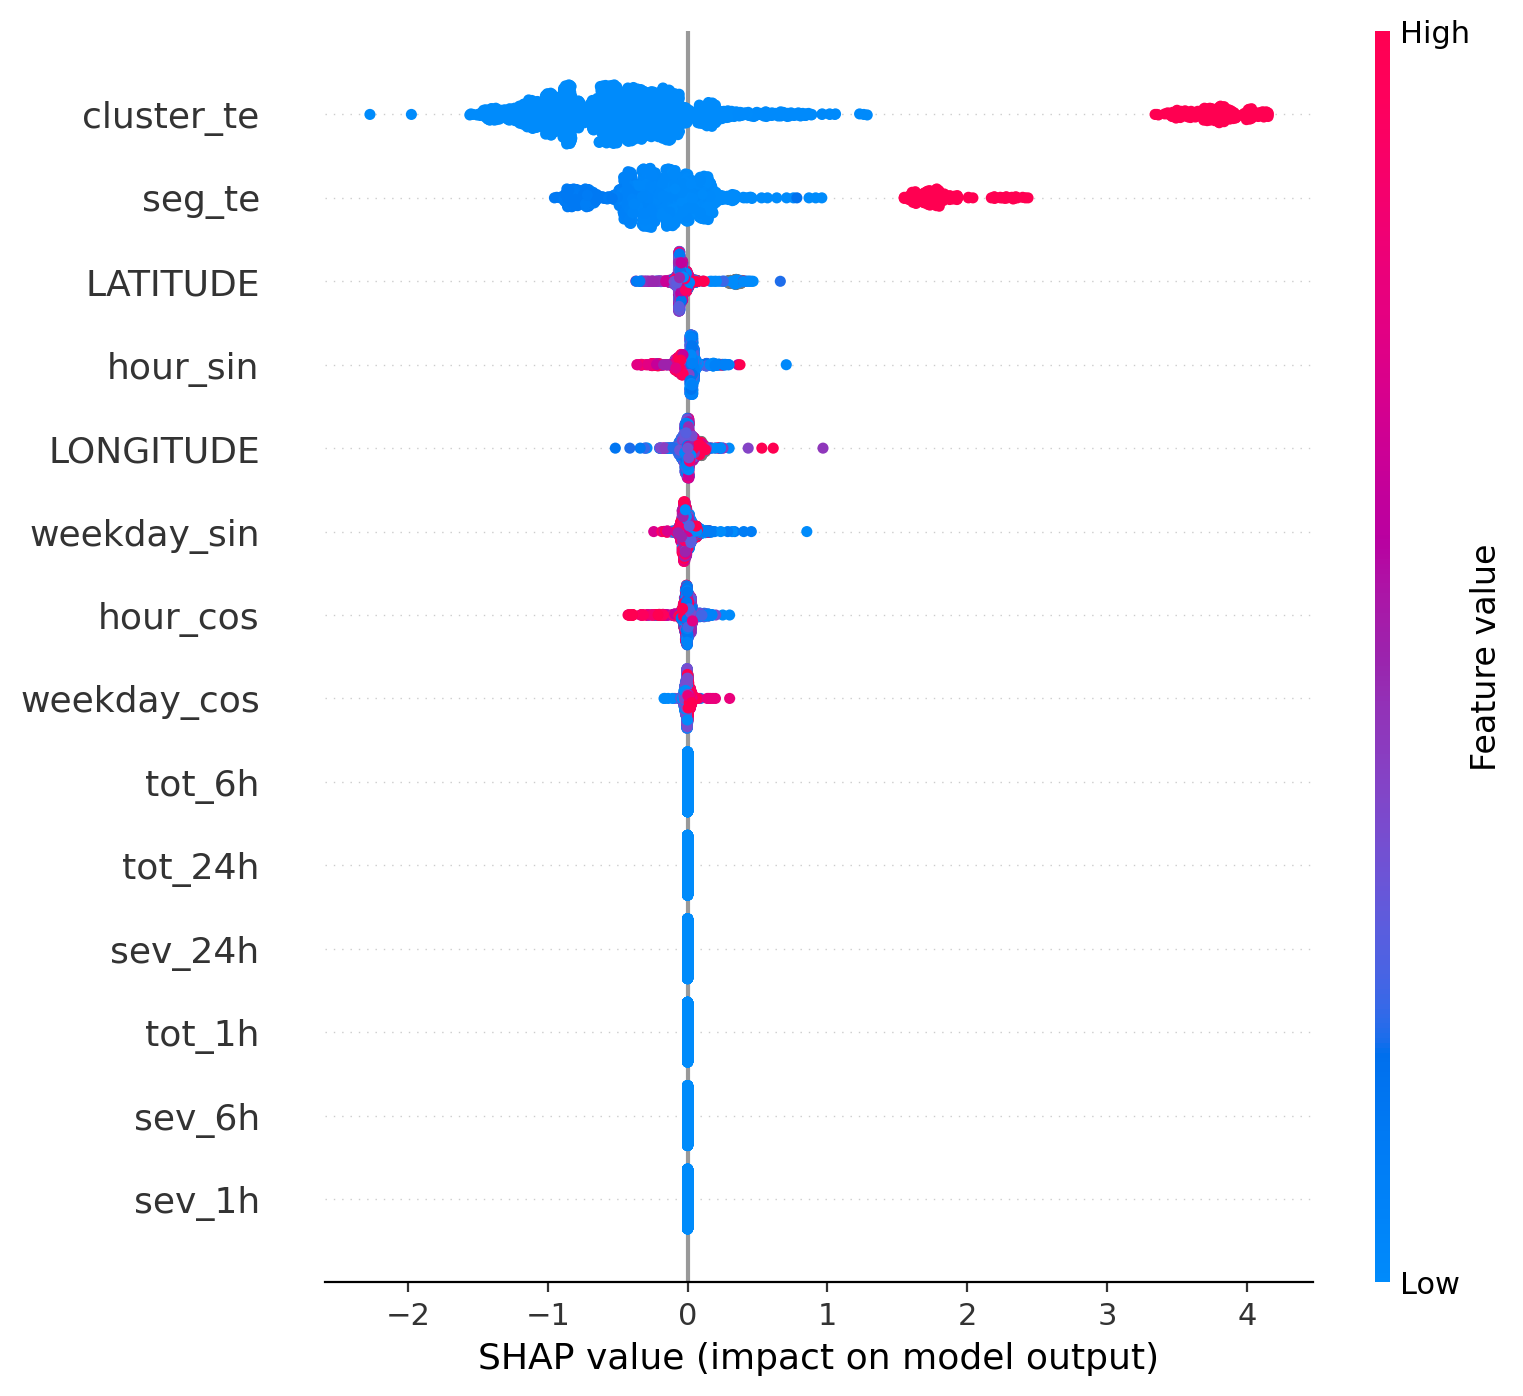 High
cluster_te
seg_te
LATITUDE
hour_sin
LONGITUDE
weekday_sin
hour_cos
weekday_cos
tot_6h
tot_24h
sev_24h
tot_1h
sev_6h
sev_1h
Feature value
Low
−2 −1 0 1 2 3 4
SHAP value (impact on model output)